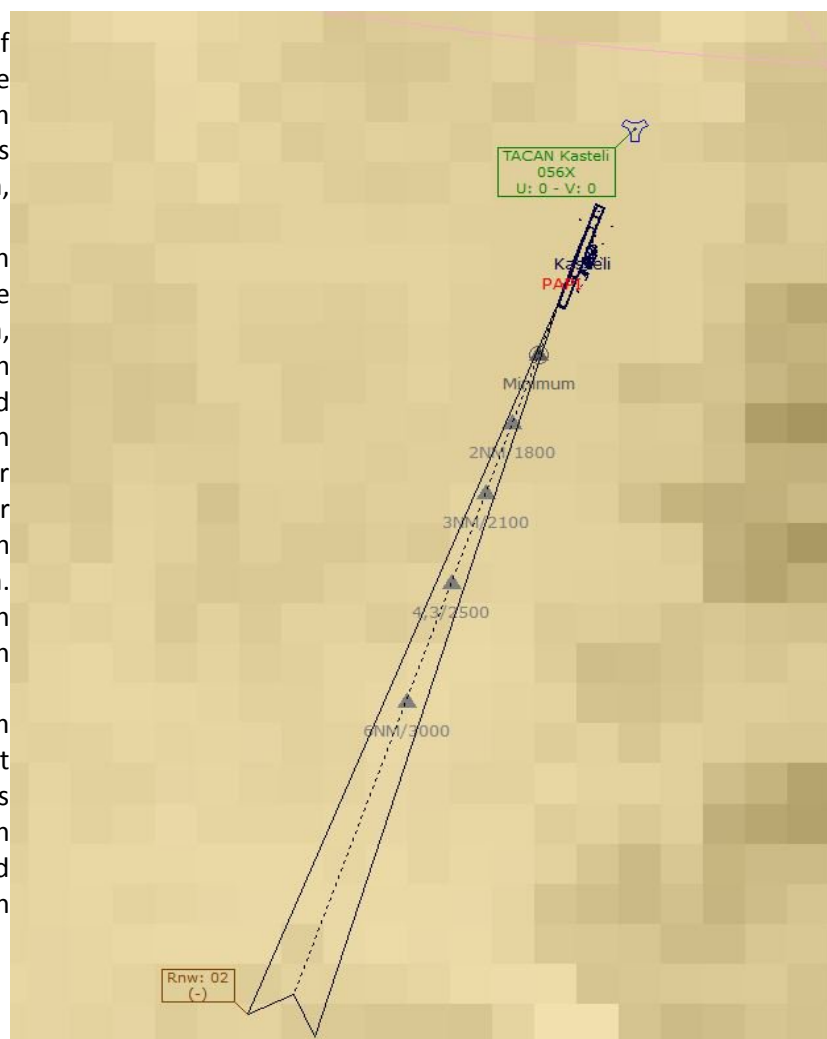 f
e
n
s
,
n
e
,
n
d
n
r
r
n
.
n
n
n
t
s
n
d
n
TACAN Kasteli
056X
U: 0 - V: 0
Kasteli
PAPI
Minimum
2NM/1800
3NM/2100
4,3/2500
6NM/3000
Rnw: 02
(-)